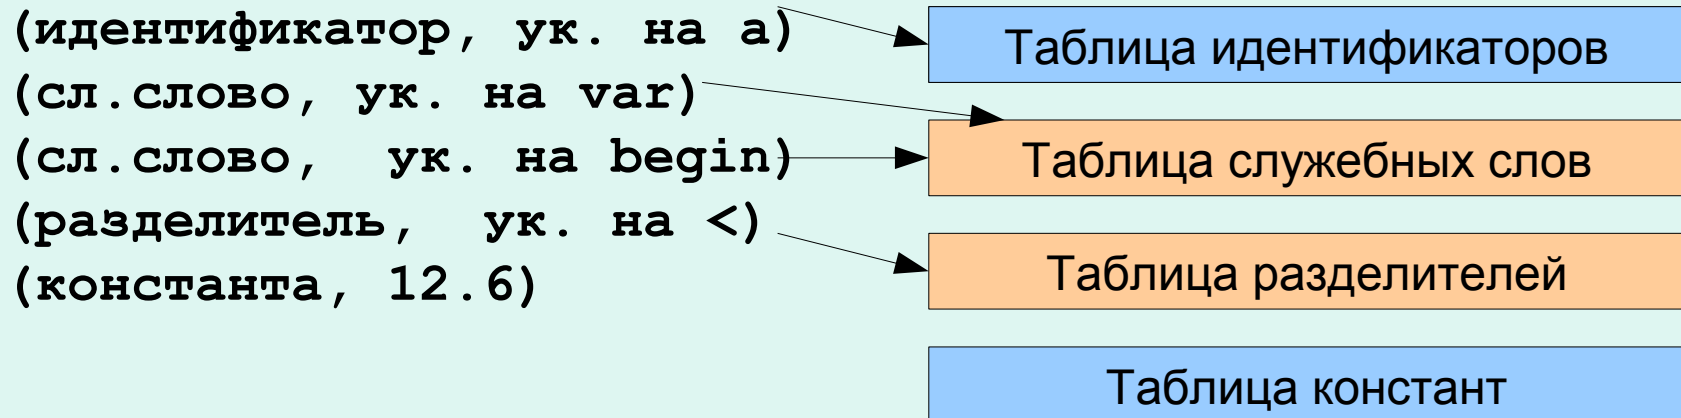 (идентификатор, ук. на a)
(сл.слово, ук. на var)
(сл.слово, ук. на begin)
(разделитель, ук. на <)
(константа, 12.6)
Таблица идентификаторов
Таблица служебных слов
Таблица разделителей
Таблица констант